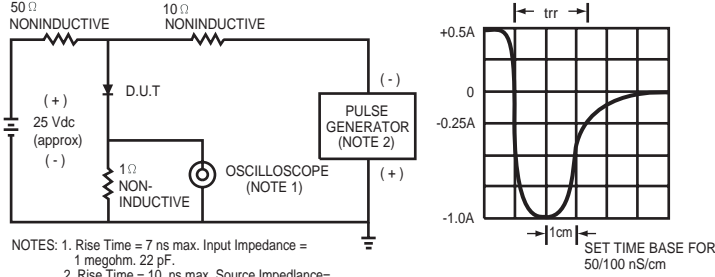 50 Ω
NONINDUCTIVE
10 Ω
NONINDUCTIVE
(+)
25 Vdc
(approx)
(-)
D.U.T
1Ω
NON-
INDUCTIVE
OSCILLOSCOPE
(NOTE 1)
(-)
PULSE
GENERATOR
(NOTE 2)
(+)
NOTES: 1. Rise Time = 7 ns max. Input Impedance =
1 megohm. 22 pF.
2. Rise Time = 10 ns max. Source Impedlance=
trr
+0.5A
0
-0.25A
-1.0A
1cm
SET TIME BASE FOR
50/100 nS/cm